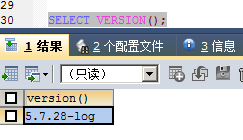 29
30 SELECT VERSION();
1 结果 2 个配置文件 3 信息
（只读）
version()
5.7.28-log